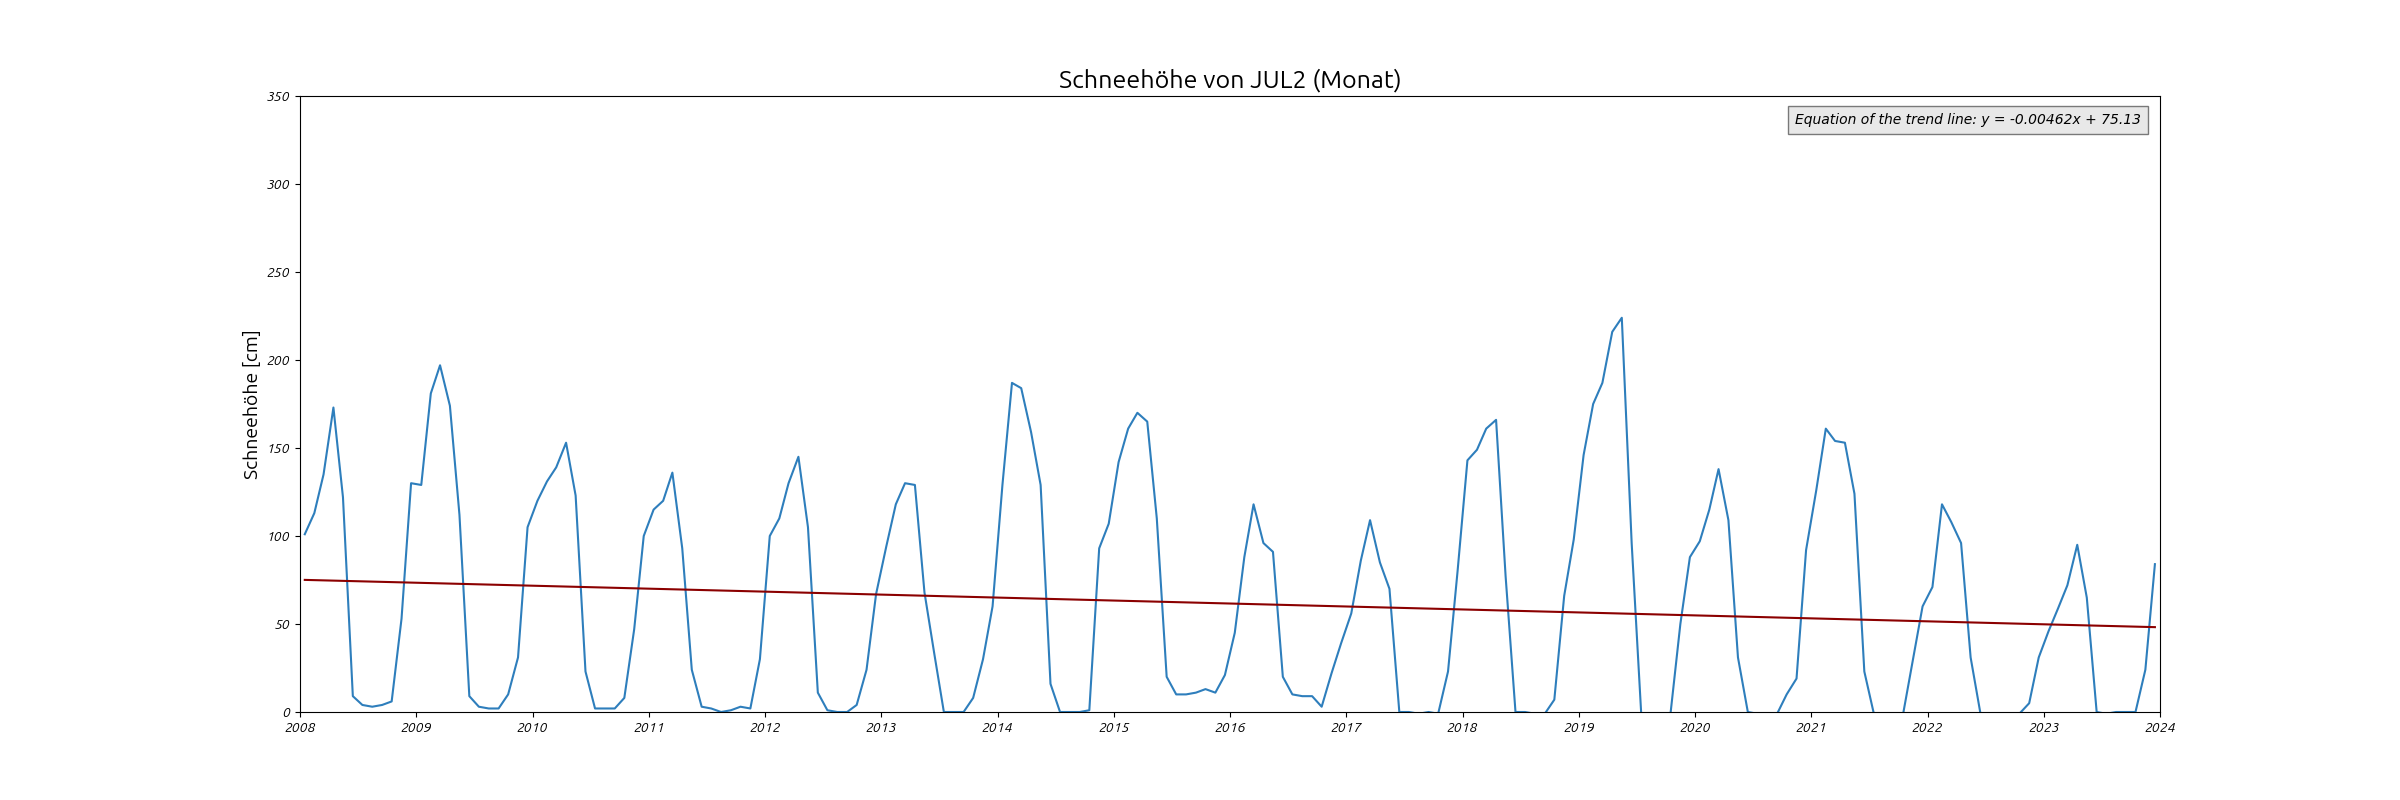 Schneehöhe von JUL2 (Monat)
Equation of the trend line: y = -0.00462x + 75.13
Schneehöhe [cm]
350
300
250
200
150
100
50
0
2008 2009 2010 2011 2012 2013 2014 2015 2016 2017 2018 2019 2020 2021 2022 2023 2024